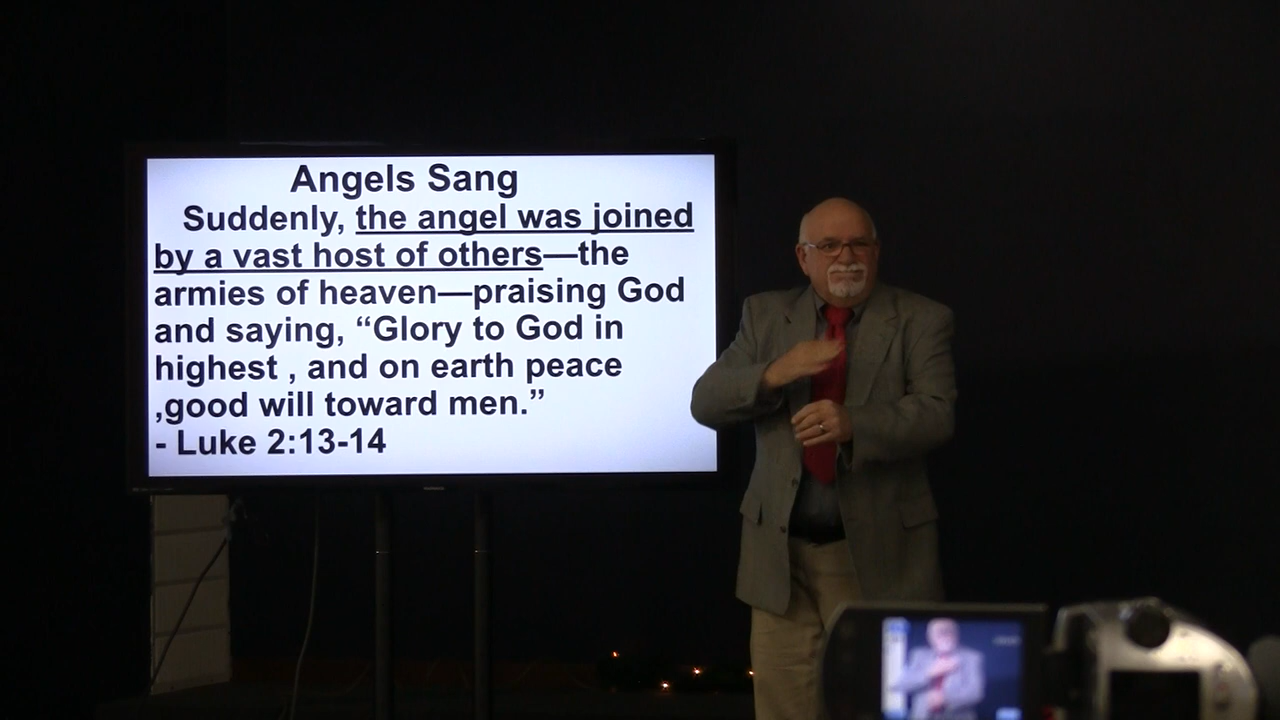 Angels Sang
Suddenly, the angel was joined
by a vast host of others—the
armies of heaven—praising God
and saying, “Glory to God in
highest , and on earth peace
,good will toward men.”
- Luke 2:13-14